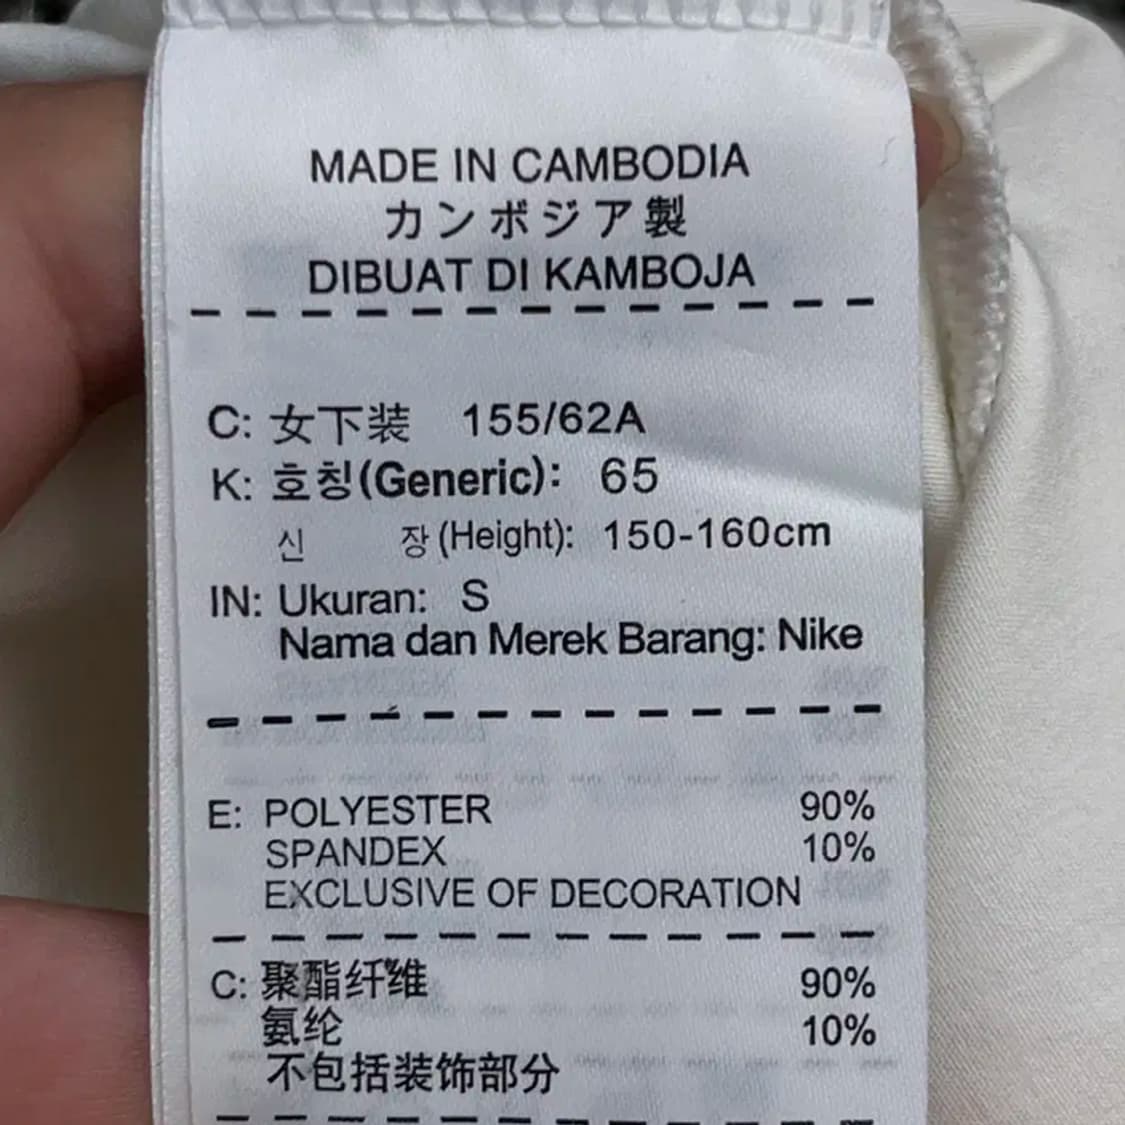 MADE IN CAMBODIA
カンボジア製
DIBUAT DI KAMBOJA
C: 女下装 155/62A
K: 호칭(Generic): 65
신 장(Height): 150-160cm
IN: Ukuran: S
Nama dan Merek Barang: Nike
E: POLYESTER 90%
SPANDEX 10%
EXCLUSIVE OF DECORATION
C: 聚酯纤维 90%
氨纶 10%
不包括装饰部分